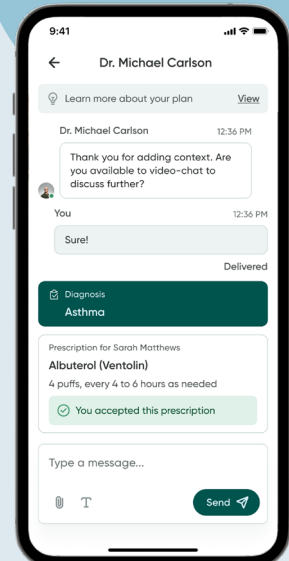 9:41
Dr. Michael Carlson
Learn more about your plan View
Dr. Michael Carlson 12:36 PM
Thank you for adding context. Are
you available to video-chat to
discuss further?
You 12:36 PM
Sure!
Delivered
Diagnosis
Asthma
Prescription for Sarah Matthews
Albuterol (Ventolin)
4 puffs, every 4 to 6 hours as needed
You accepted this prescription
Type a message...
T
Send